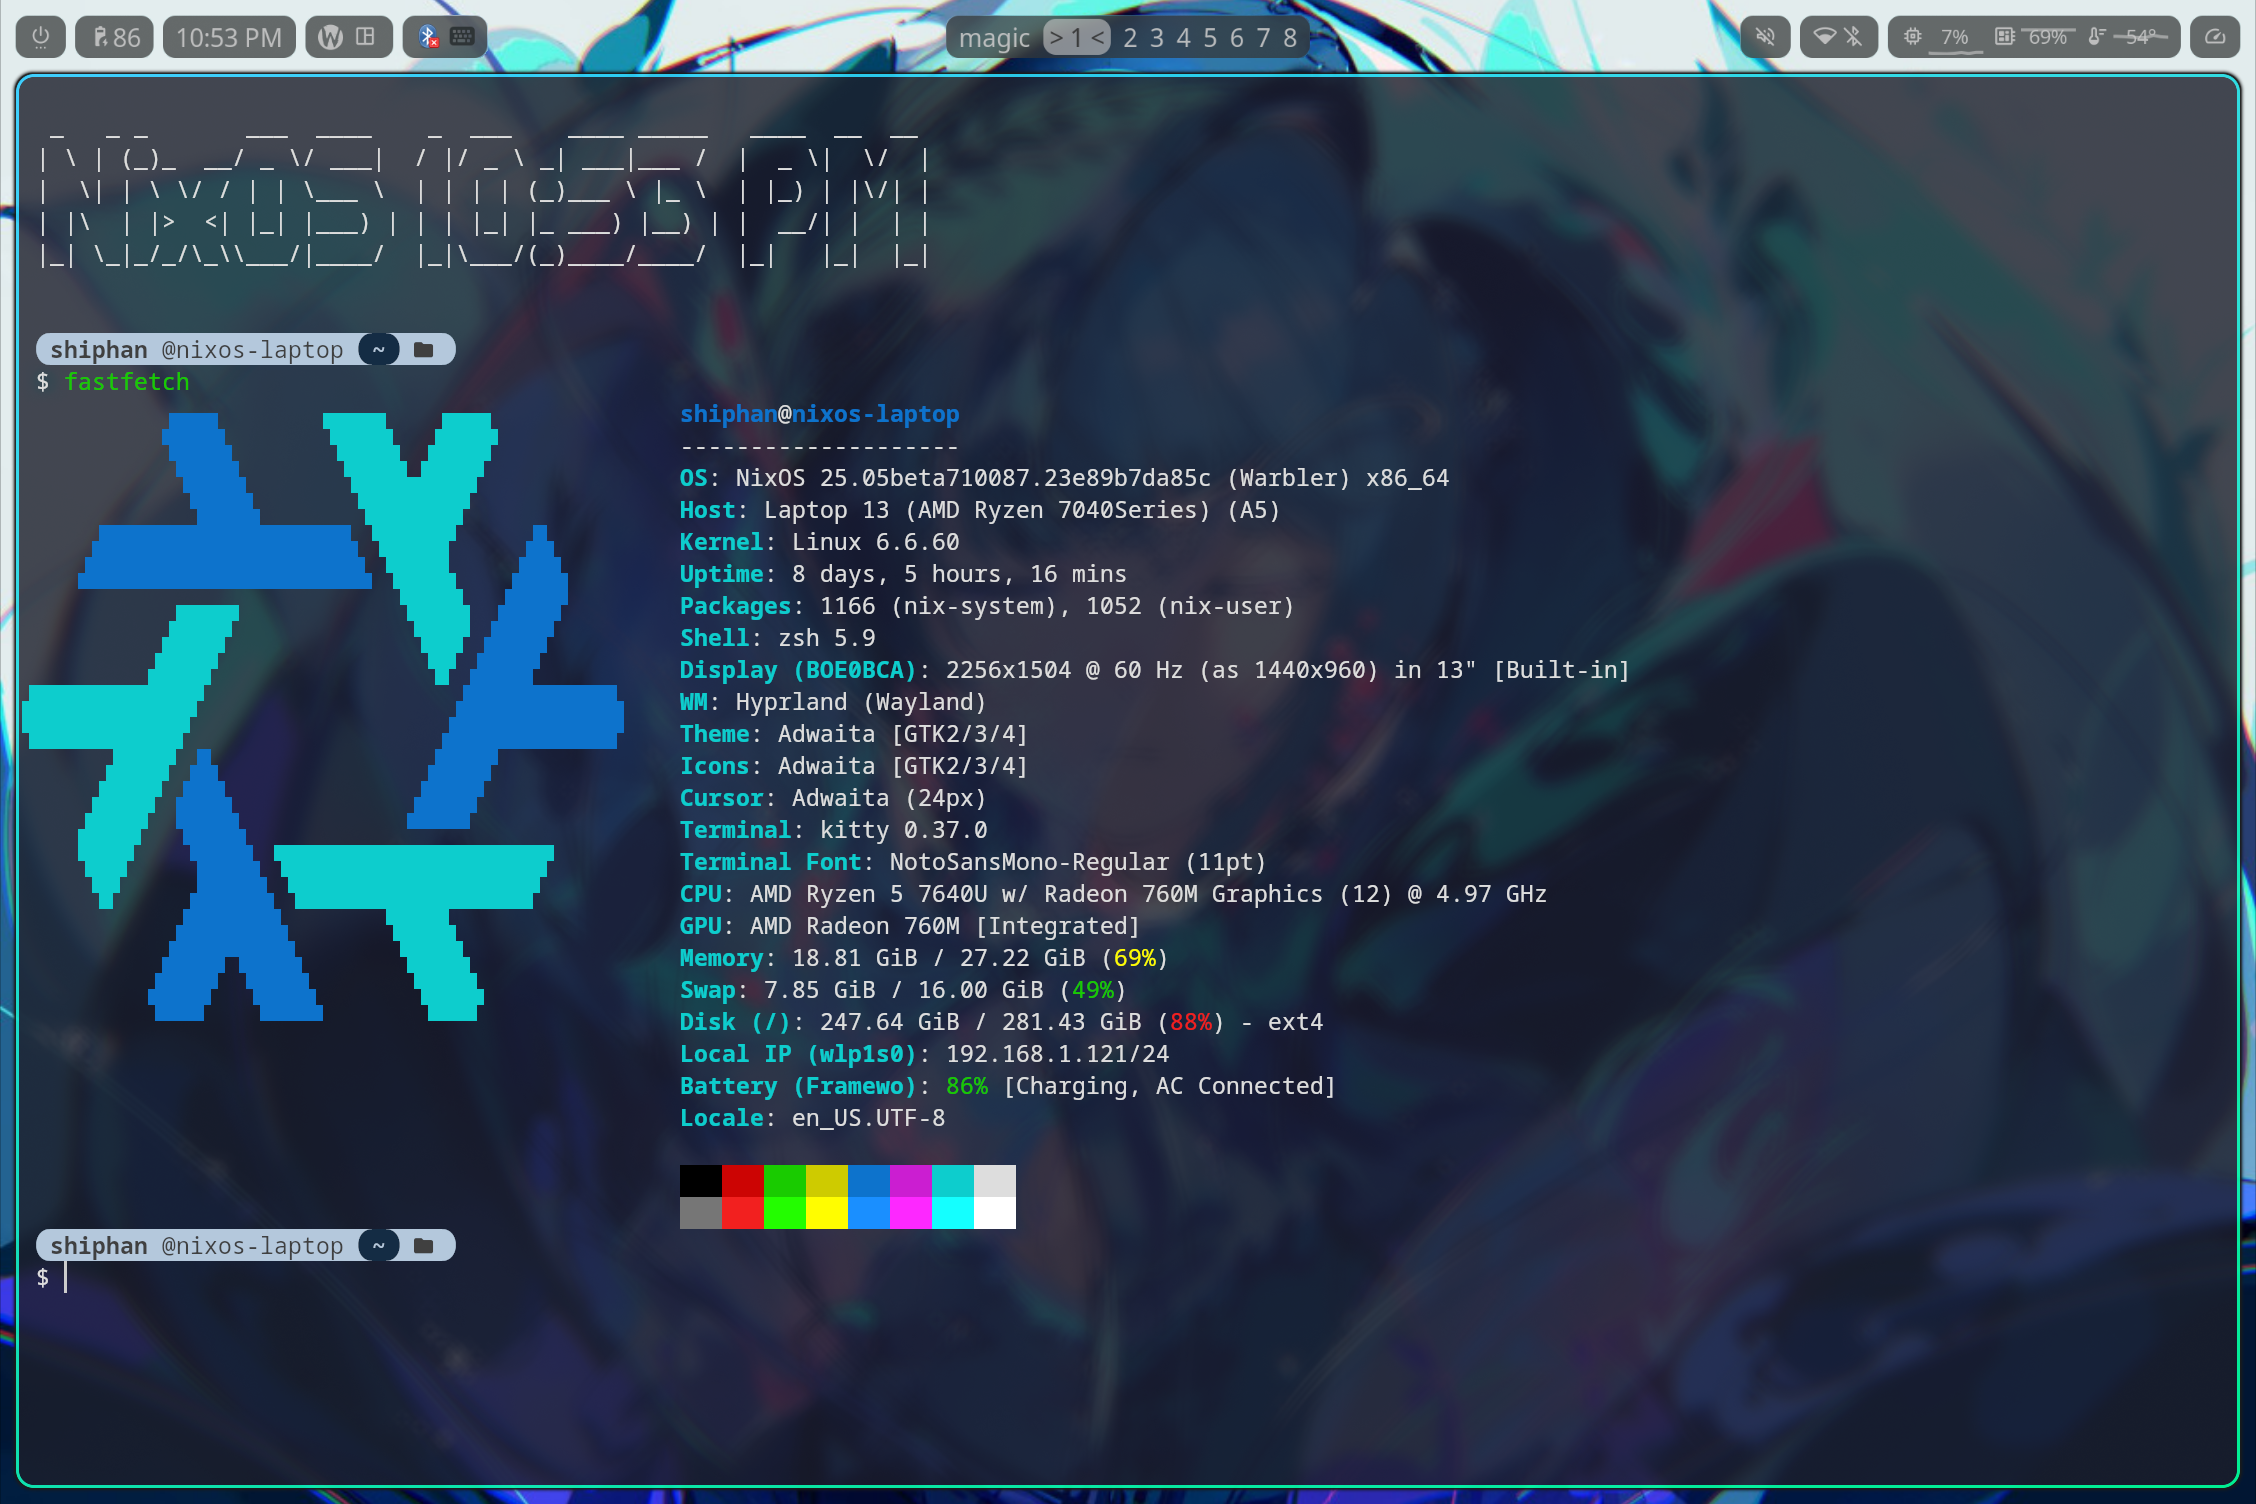 86
10:53 PM
magic > 1 < 2 3 4 5 6 7 8
7% 69% 54°
NixOS 10:53 PM
shiphan @nixos-laptop ~
$ fastfetch
shiphan@nixos-laptop
--------------------
OS: NixOS 25.05beta710087.23e89b7da85c (Warbler) x86_64
Host: Laptop 13 (AMD Ryzen 7040Series) (A5)
Kernel: Linux 6.6.60
Uptime: 8 days, 5 hours, 16 mins
Packages: 1166 (nix-system), 1052 (nix-user)
Shell: zsh 5.9
Display (BOE0BCA): 2256x1504 @ 60 Hz (as 1440x960) in 13" [Built-in]
WM: Hyprland (Wayland)
Theme: Adwaita [GTK2/3/4]
Icons: Adwaita [GTK2/3/4]
Cursor: Adwaita (24px)
Terminal: kitty 0.37.0
Terminal Font: NotoSansMono-Regular (11pt)
CPU: AMD Ryzen 5 7640U w/ Radeon 760M Graphics (12) @ 4.97 GHz
GPU: AMD Radeon 760M [Integrated]
Memory: 18.81 GiB / 27.22 GiB (69%)
Swap: 7.85 GiB / 16.00 GiB (49%)
Disk (/): 247.64 GiB / 281.43 GiB (88%) - ext4
Local IP (wlp1s0): 192.168.1.121/24
Battery (Framewo): 86% [Charging, AC Connected]
Locale: en_US.UTF-8
shiphan @nixos-laptop ~
$